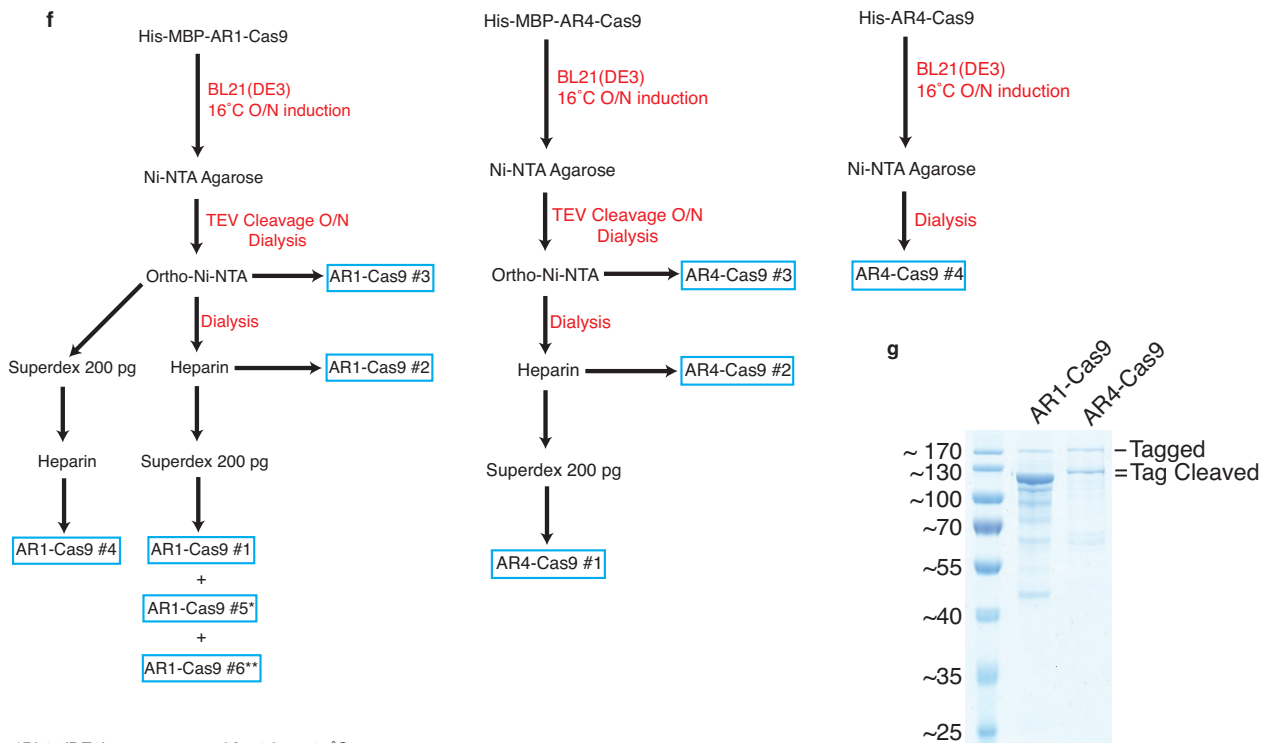 f
His-MBP-AR1-Cas9
BL21(DE3)
16˚C O/N induction
Ni-NTA Agarose
TEV Cleavage O/N
Dialysis
Ortho-Ni-NTA
AR1-Cas9 #3
Dialysis
Superdex 200 pg
Heparin
AR1-Cas9 #2
Heparin
Superdex 200 pg
AR1-Cas9 #4
AR1-Cas9 #1
+
AR1-Cas9 #5*
+
AR1-Cas9 #6**
His-MBP-AR4-Cas9
BL21(DE3)
16˚C O/N induction
Ni-NTA Agarose
TEV Cleavage O/N
Dialysis
Ortho-Ni-NTA
AR4-Cas9 #3
Dialysis
Heparin
AR4-Cas9 #2
Superdex 200 pg
AR4-Cas9 #1
His-AR4-Cas9
BL21(DE3)
16˚C O/N induction
Ni-NTA Agarose
Dialysis
AR4-Cas9 #4
g
AR1-Cas9
AR4-Cas9
~ 170
~130
~100
~70
~55
~40
~35
~25
Tagged
Tag Cleaved